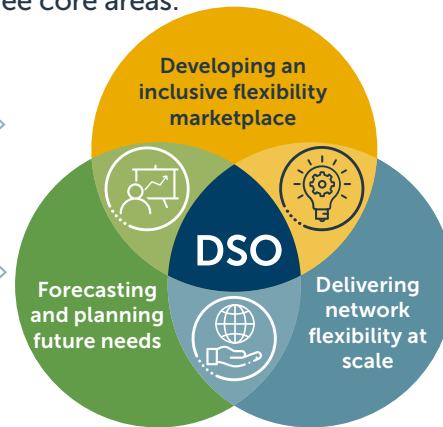 ee core areas:
Developing an
inclusive flexibility
marketplace
DSO
Forecasting
and planning
future needs
Delivering
network
flexibility at
scale